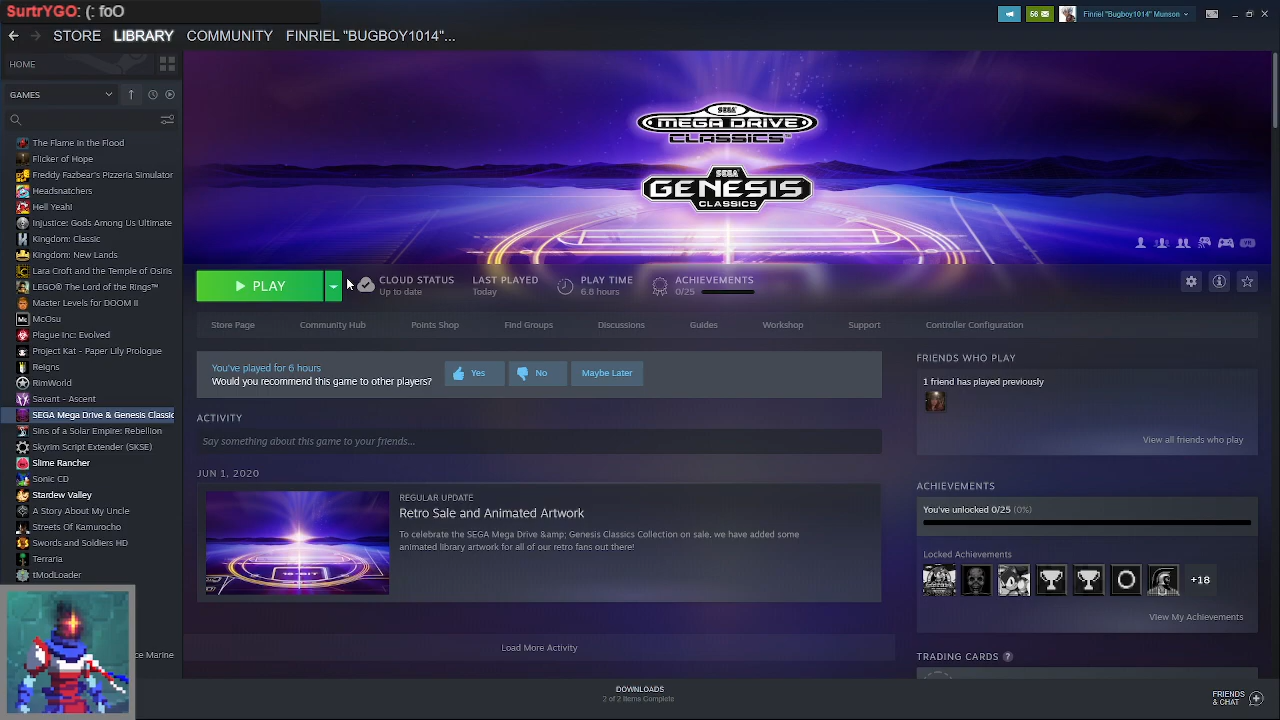 SurtrYGO: (: foO
56
Finriel "Bugboy1014" Munson
STORE LIBRARY COMMUNITY FINRIEL "BUGBOY1014"...
HOME
GAMES
the Flood
Flicker of Hope
Freddy Fazbear's Pizzeria Simulator
Headsnatchers
Hell Yeah!
Injustice: Gods Among Us Ultimate
Kingdom: Classic
Kingdom: New Lands
Lara Croft and the Temple of Osiris
LEGO® The Lord of the Rings™
Master Levels for DOOM II
McOsu
Plague Inc: Evolved
Project Kat - Paper Lily Prologue
Reigns
RimWorld
Savant - Ascent
SEGA Mega Drive & Genesis Classic
Sins of a Solar Empire: Rebellion
Skyrim Script Extender (SKSE)
Slime Rancher
Sonic CD
Stardew Valley
A Story About My Uncle
Streets Of Kamurocho
Swords and Soldiers HD
Terraria
tModLoader
ce Marine
SEGA
MEGA DRIVE
CLASSICS™
SEGA
GENESIS
CLASSICS
VR
PLAY
CLOUD STATUS
Up to date
LAST PLAYED
Today
PLAY TIME
6.8 hours
ACHIEVEMENTS
0/25
Store Page Community Hub Points Shop Find Groups Discussions Guides Workshop Support Controller Configuration
You've played for 6 hours
Would you recommend this game to other players?
Yes
No
Maybe Later
ACTIVITY
Say something about this game to your friends...
JUN 1, 2020
REGULAR UPDATE
Retro Sale and Animated Artwork
To celebrate the SEGA Mega Drive &amp; Genesis Classics Collection on sale, we have added some
animated library artwork for all of our retro fans out there!
Load More Activity
FRIENDS WHO PLAY
1 friend has played previously
View all friends who play
ACHIEVEMENTS
You've unlocked 0/25 (0%)
Locked Achievements
+18
View My Achievements
TRADING CARDS ?
DOWNLOADS
2 of 2 Items Complete
FRIENDS
& CHAT